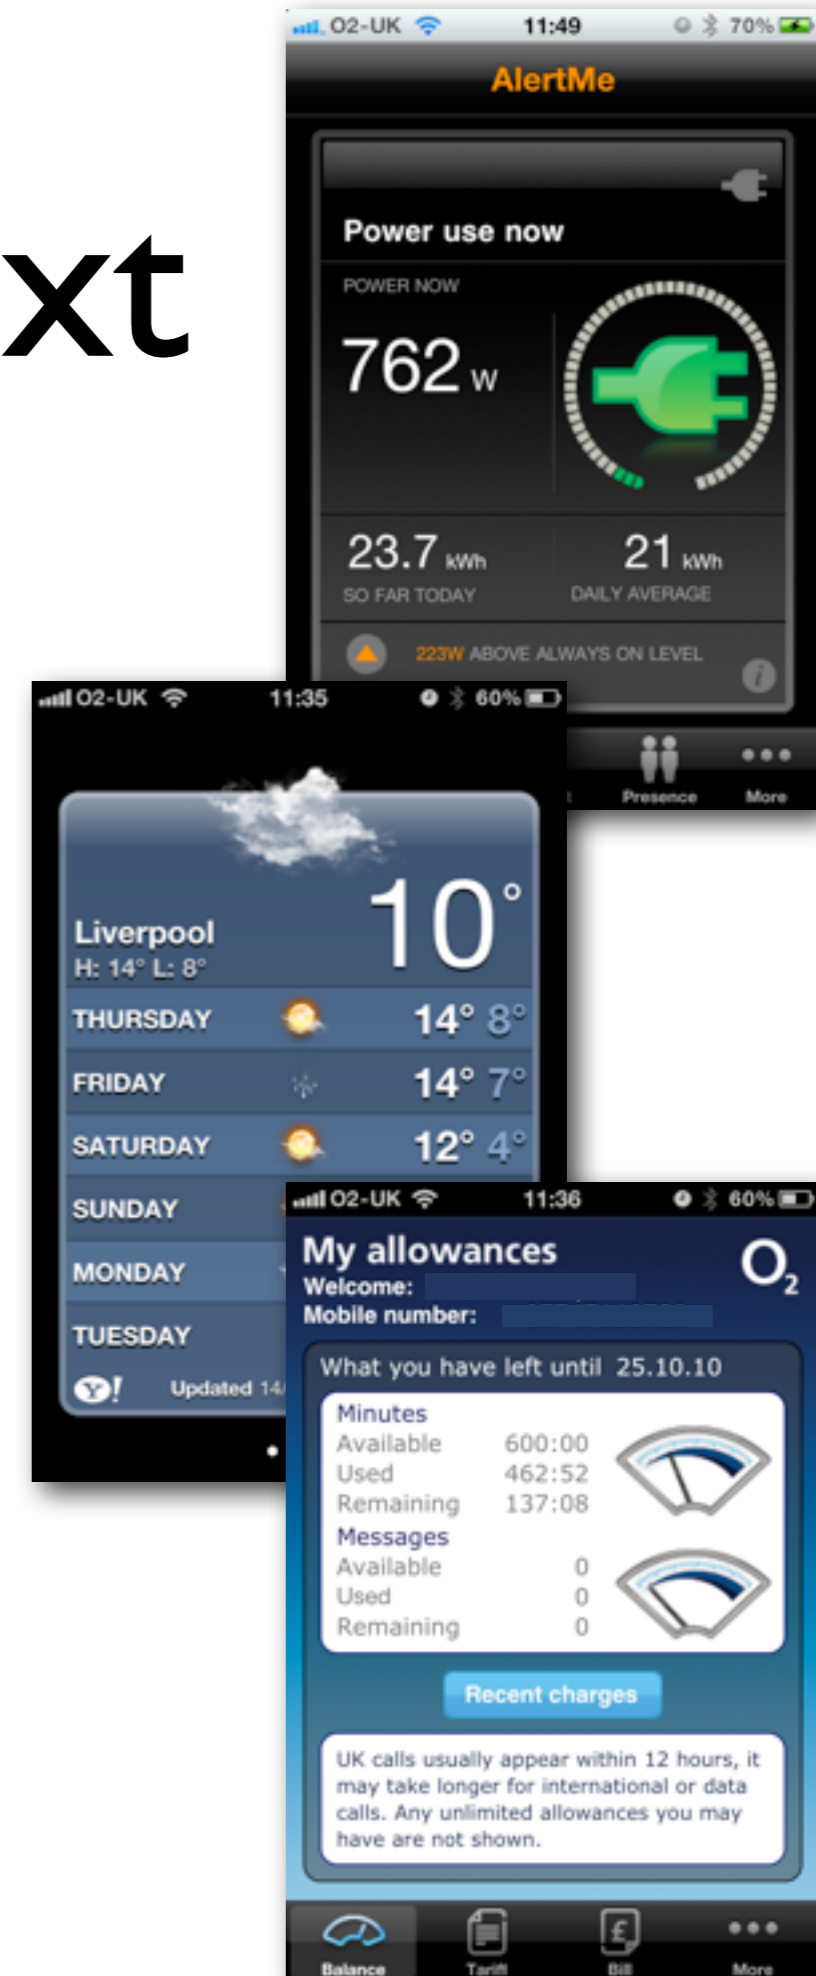 xt
O2-UK 11:49 70%
AlertMe
Power use now
POWER NOW
762 W
23.7 kWh 21 kWh
SO FAR TODAY DAILY AVERAGE
223W ABOVE ALWAYS ON LEVEL
i
Presence More
O2-UK 11:35 60%
10°
Liverpool
H: 14° L: 8°
THURSDAY 14° 8°
FRIDAY 14° 7°
SATURDAY 12° 4°
SUNDAY
MONDAY
TUESDAY
Y! Updated 14/
O2-UK 11:36 60%
My allowances O2
Welcome:
Mobile number:
What you have left until 25.10.10
Minutes
Available 600:00
Used 462:52
Remaining 137:08
Messages
Available 0
Used 0
Remaining 0
Recent charges
UK calls usually appear within 12 hours, it
may take longer for international or data
calls. Any unlimited allowances you may
have are not shown.
£
Balance Tariff Bill More